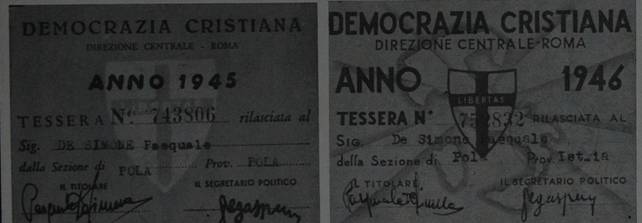 DEMOCRAZIA CRISTIANA
DIREZIONE CENTRALE - ROMA
ANNO 1945
TESSERA N. 743806 rilasciata al
Sig. DE SIMONE Pasquale
dalla Sezione di POLA Prov. POLA
IL TITOLARE IL SEGRETARIO POLITICO
DEMOCRAZIA CRISTIANA
DIREZIONE CENTRALE-ROMA
ANNO 1946
LIBERTAS
TESSERA N° RILASCIATA AL
Sig. De Simone
della Sezione di Pola Prov. Istria
IL TITOLARE IL SEGRETARIO POLITICO